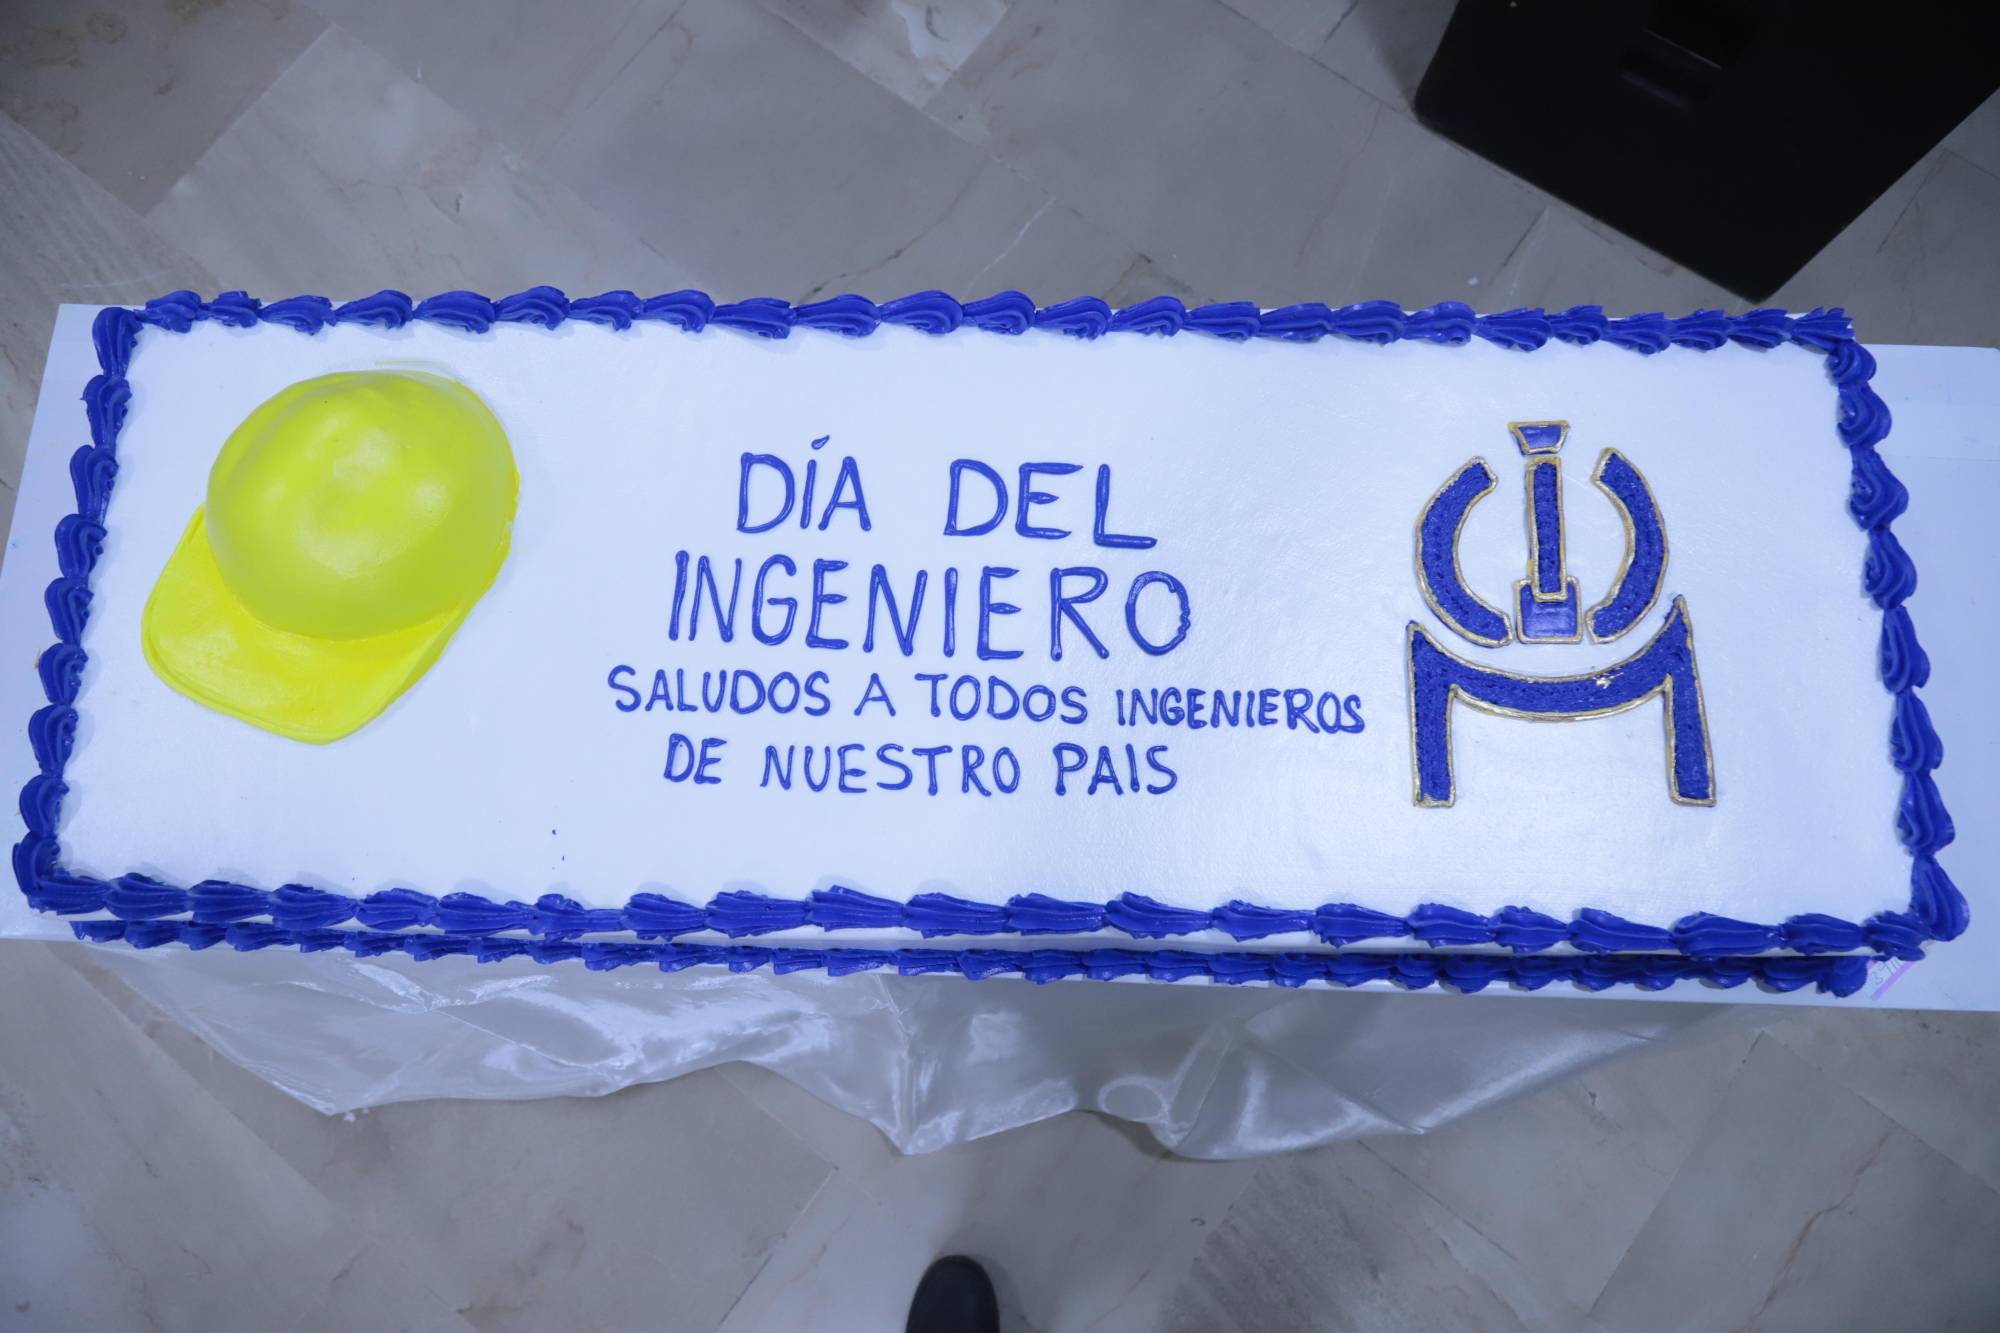 DÍA DEL
INGENIERO
SALUDOS A TODOS INGENIEROS
DE NUESTRO PAIS